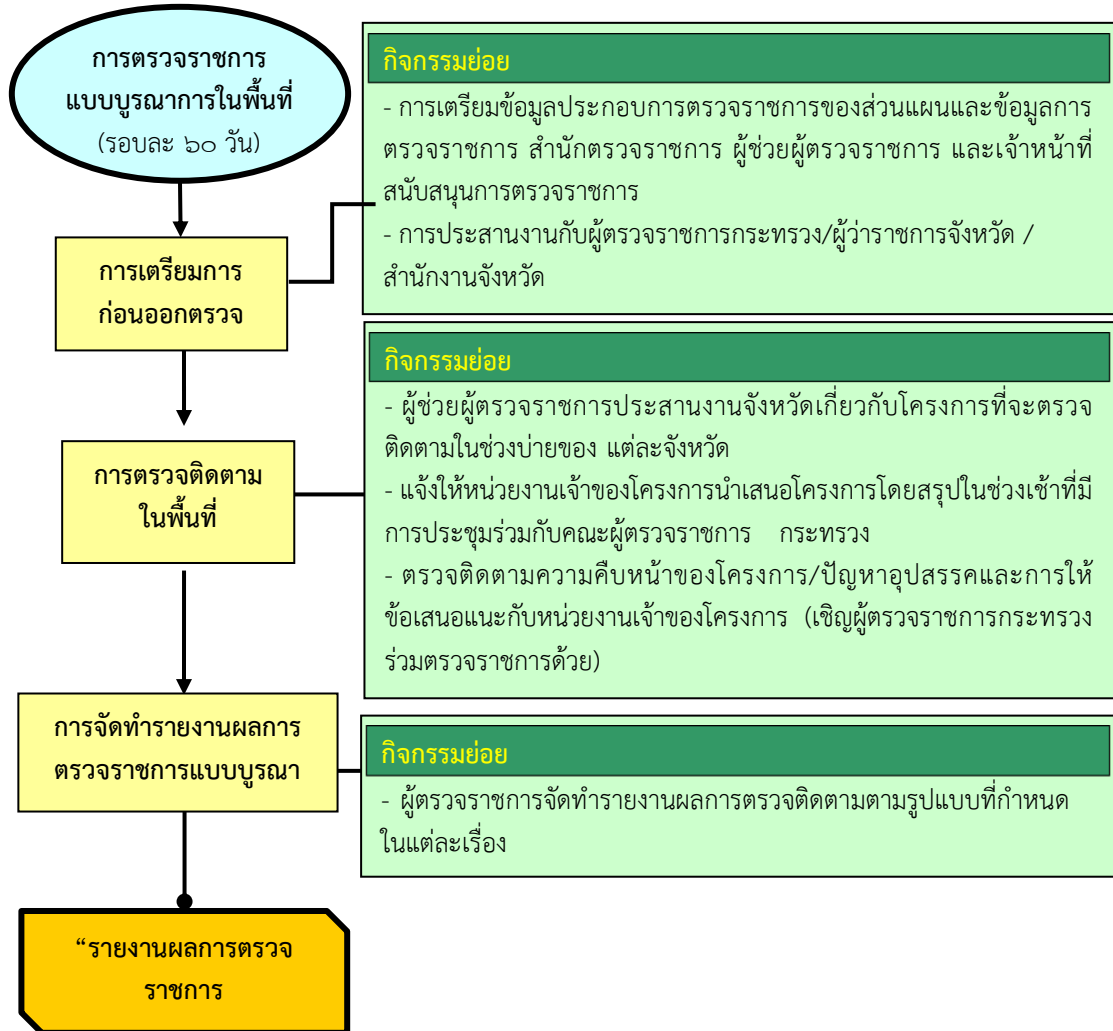 การตรวจราชการ
แบบบูรณาการในพื้นที่
(รอบละ ๖๐ วัน)
กิจกรรมย่อย
- การเตรียมข้อมูลประกอบการตรวจราชการของส่วนแผนและข้อมูลการ
ตรวจราชการ สำนักตรวจราชการ ผู้ช่วยผู้ตรวจราชการ และเจ้าหน้าที่
สนับสนุนการตรวจราชการ
- การประสานงานกับผู้ตรวจราชการกระทรวง/ผู้ว่าราชการจังหวัด /
สำนักงานจังหวัด
การเตรียมการ
ก่อนออกตรวจ
กิจกรรมย่อย
- ผู้ช่วยผู้ตรวจราชการประสานงานจังหวัดเกี่ยวกับโครงการที่จะตรวจ
ติดตามในช่วงบ่ายของ แต่ละจังหวัด
- แจ้งให้หน่วยงานเจ้าของโครงการนำเสนอโครงการโดยสรุปในช่วงเช้าที่มี
การประชุมร่วมกับคณะผู้ตรวจราชการ กระทรวง
- ตรวจติดตามความคืบหน้าของโครงการ/ปัญหาอุปสรรคและการให้
ข้อเสนอแนะกับหน่วยงานเจ้าของโครงการ (เชิญผู้ตรวจราชการกระทรวง
ร่วมตรวจราชการด้วย)
การตรวจติดตาม
ในพื้นที่
การจัดทำรายงานผลการ
ตรวจราชการแบบบูรณา
กิจกรรมย่อย
- ผู้ตรวจราชการจัดทำรายงานผลการตรวจติดตามตามรูปแบบที่กำหนด
ในแต่ละเรื่อง
“รายงานผลการตรวจ
ราชการ